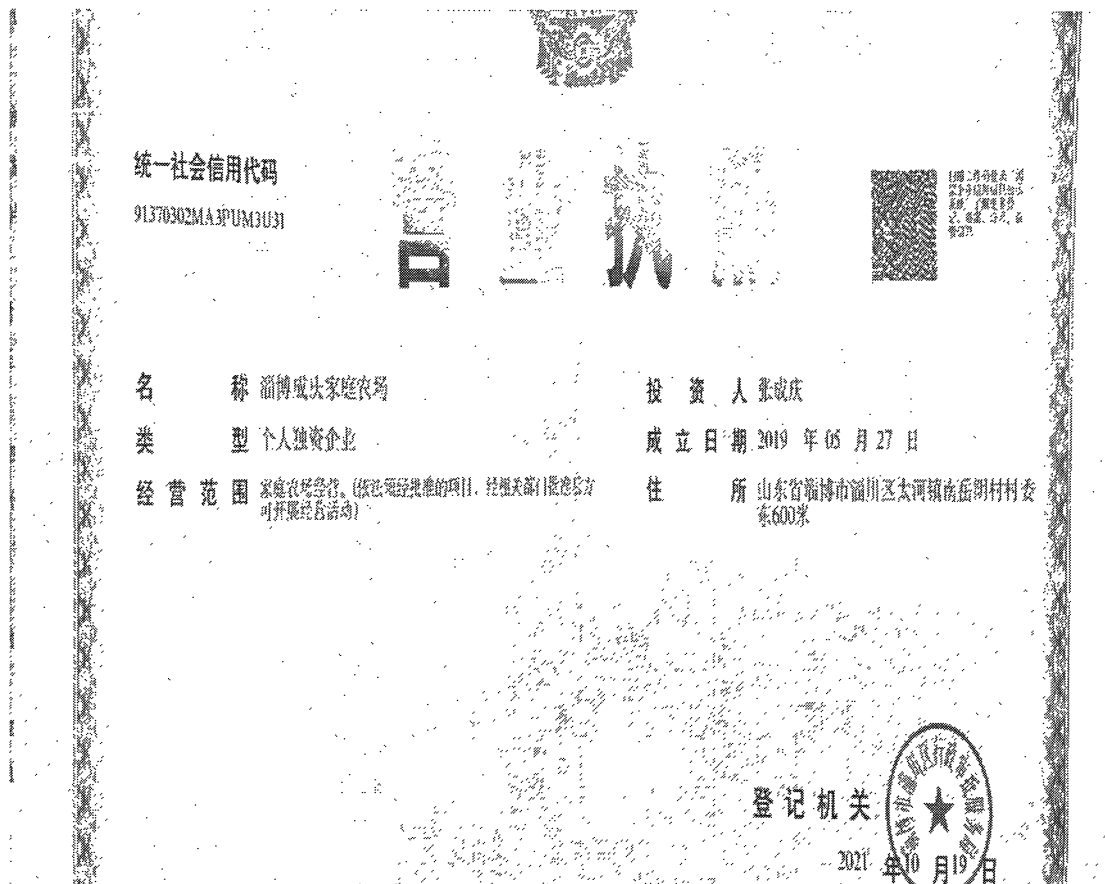 统一社会信用代码
91370302MA3PUM3U31
营业执照
名称 淄博成庆家庭农场
类型 个人独资企业
经营范围 家庭农场经营。(依法须经批准的项目,经相关部门批准后方
可开展经营活动)
投资人 张成庆
成立日期 2019 年 05 月 27 日
住所 山东省淄博市淄川区太河镇南岳阴村村委
东600米
登记机关
2021 年 10 月 19 日